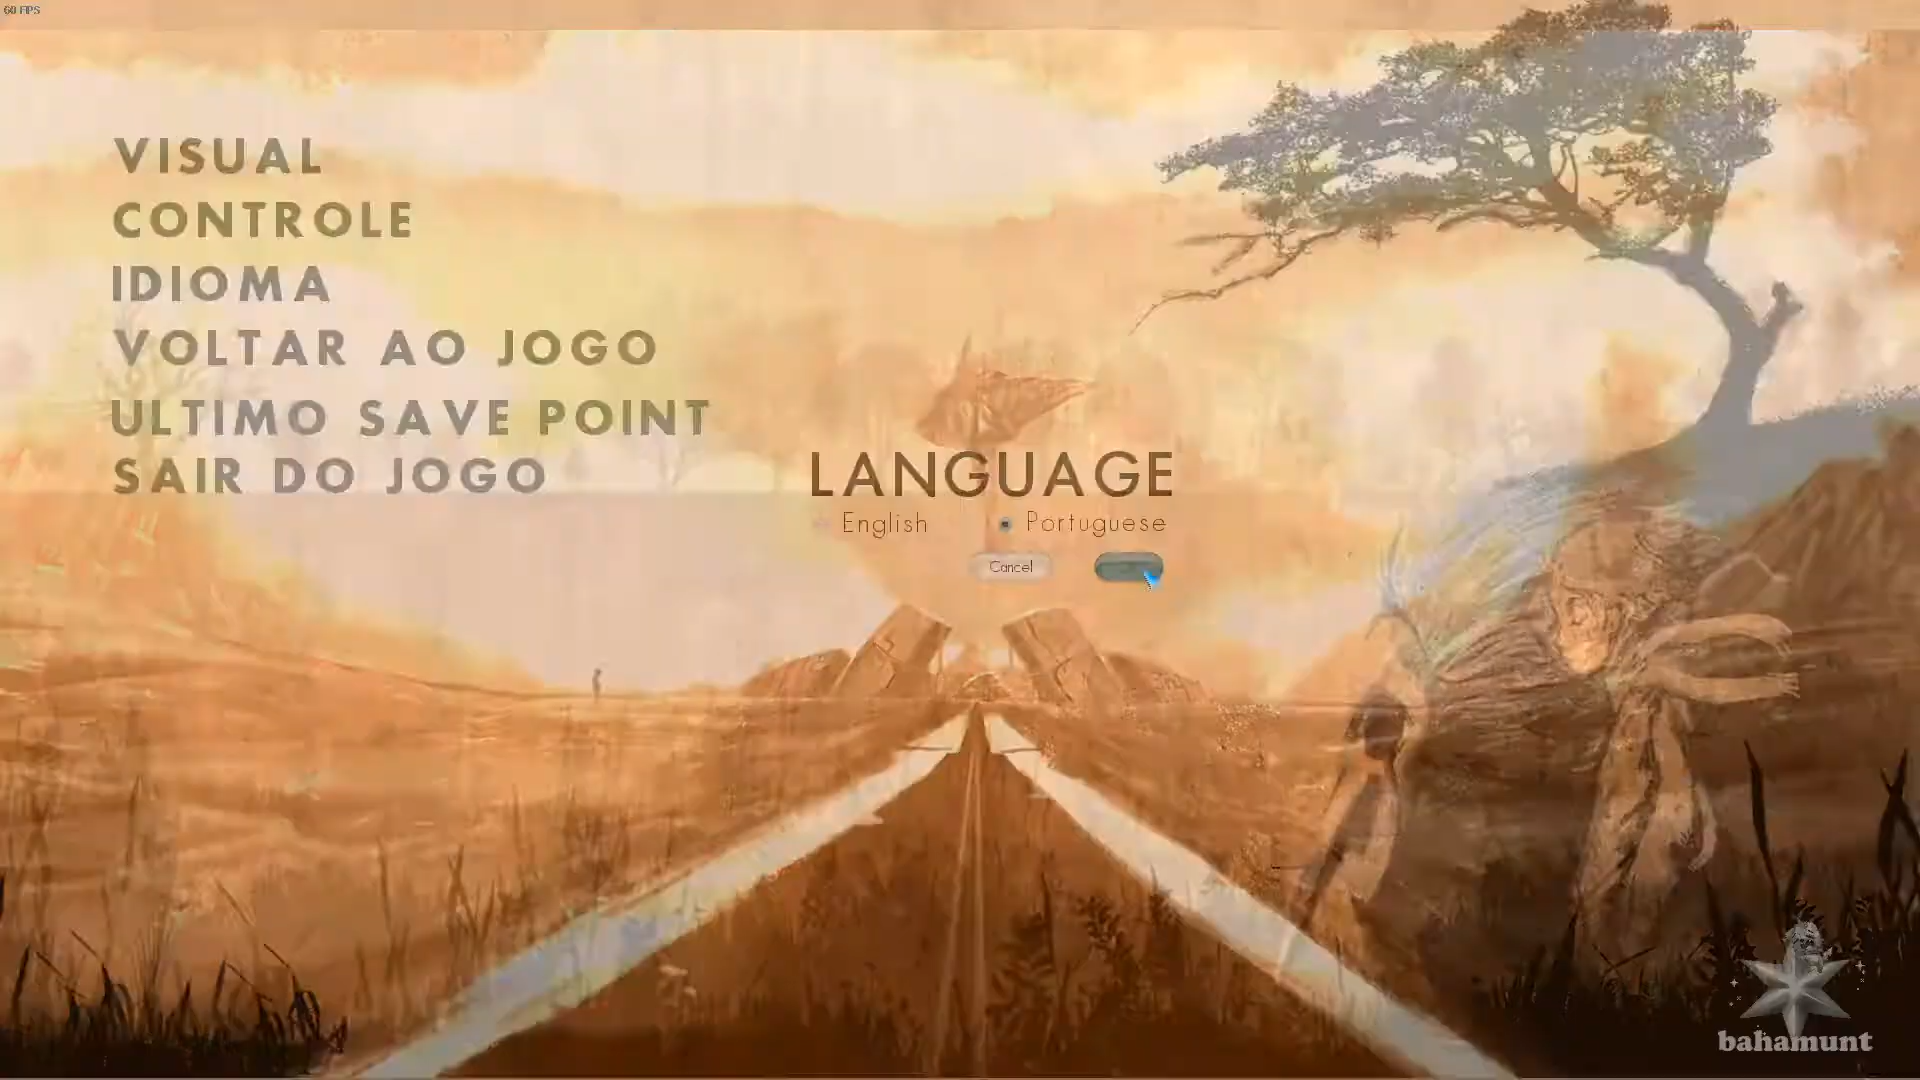 60 FPS
VISUAL
CONTROLE
IDIOMA
VOLTAR AO JOGO
ULTIMO SAVE POINT
SAIR DO JOGO
LANGUAGE
English Portuguese
Cancel
bahamunt